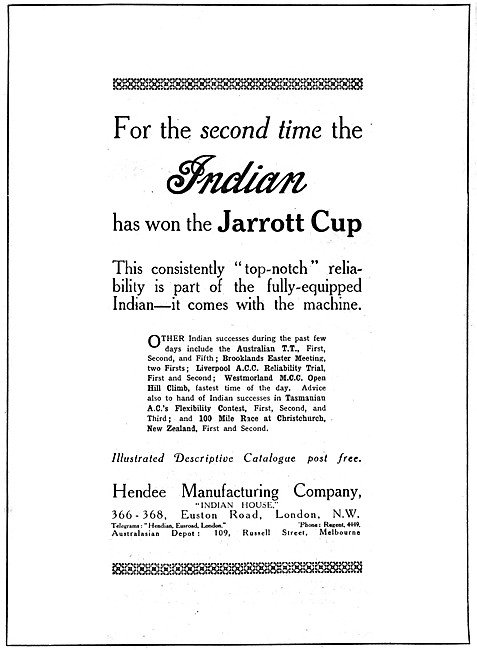 For the second time the
Indian
has won the Jarrott Cup
This consistently "top-notch" relia-
bility is part of the fully-equipped
Indian—it comes with the machine.
OTHER Indian successes during the past few
days include the Australian T.T., First,
Second, and Fifth; Brooklands Easter Meeting,
two Firsts; Liverpool A.C.C. Reliability Trial,
First and Second; Westmorland M.C.C. Open
Hill Climb, fastest time of the day. Advice
also to hand of Indian successes in Tasmanian
A.C.'s Flexibility Contest, First, Second, and
Third; and 100 Mile Race at Christchurch,
New Zealand, First and Second.
Illustrated Descriptive Catalogue post free.
Hendee Manufacturing Company,
"INDIAN HOUSE,"
366-368, Euston Road, London, N.W.
Telegrams: "Hendian, Eusroad, London." 'Phone: Regent, 4449.
Australasian Depot: 109, Russell Street, Melbourne